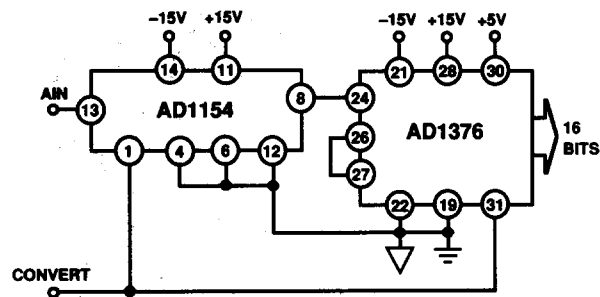 −15V +15V
−15V +15V +5V
14 11
21 28 30
AIN
13
AD1154
8
24
AD1376
16
BITS
26
27
1 4 6 12
22 19 31
CONVERT